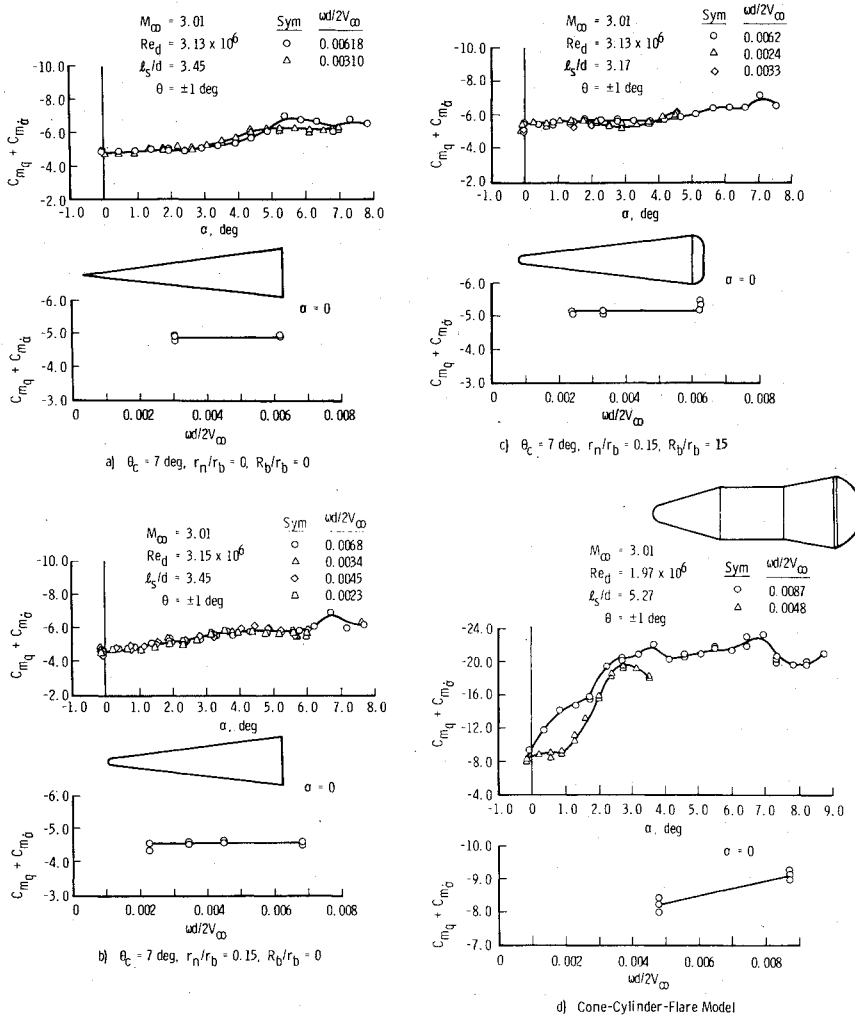 M∞ = 3.01
Re_d = 3.13 x 10^6
ℓ_s/d = 3.45
θ = ±1 deg
Sym ωd/2V∞
○ 0.00618
△ 0.00310
C_mq + C_mα̇
-10.0
-8.0
-6.0
-4.0
-2.0
-1.0 0 1.0 2.0 3.0 4.0 5.0 6.0 7.0 8.0
α, deg
α = 0
C_mq + C_mα̇
-6.0
-5.0
-4.0
-3.0
0 0.002 0.004 0.006 0.008
ωd/2V∞
a) θ_c = 7 deg, r_n/r_b = 0, R_b/r_b = 0
M∞ = 3.01
Re_d = 3.15 x 10^6
ℓ_s/d = 3.45
θ = ±1 deg
Sym ωd/2V∞
○ 0.0068
△ 0.0034
◇ 0.0045
△ 0.0023
C_mq + C_mα̇
-10.0
-8.0
-6.0
-4.0
-2.0
-1.0 0 1.0 2.0 3.0 4.0 5.0 6.0 7.0 8.0
α, deg
α = 0
C_mq + C_mα̇
-6.0
-5.0
-4.0
-3.0
0 0.002 0.004 0.006 0.008
ωd/2V∞
b) θ_c = 7 deg, r_n/r_b = 0.15, R_b/r_b = 0
M∞ = 3.01
Re_d = 3.13 x 10^6
ℓ_s/d = 3.17
θ = ±1 deg
Sym ωd/2V∞
○ 0.0062
△ 0.0024
◇ 0.0033
C_mq + C_mα̇
-10.0
-8.0
-6.0
-4.0
-2.0
-1.0 0 1.0 2.0 3.0 4.0 5.0 6.0 7.0 8.0
α, deg
α = 0
C_mq + C_mα̇
-6.0
-5.0
-4.0
-3.0
0 0.002 0.004 0.006 0.008
ωd/2V∞
c) θ_c = 7 deg, r_n/r_b = 0.15, R_b/r_b = 15
M∞ = 3.01
Re_d = 1.97 x 10^6
ℓ_s/d = 5.27
θ = ±1 deg
Sym ωd/2V∞
○ 0.0087
△ 0.0048
C_mq + C_mα̇
-24.0
-20.0
-16.0
-12.0
-8.0
-4.0
-1.0 0 1.0 2.0 3.0 4.0 5.0 6.0 7.0 8.0 9.0
α, deg
α = 0
C_mq + C_mα̇
-10.0
-9.0
-8.0
-7.0
0 0.002 0.004 0.006 0.008
ωd/2V∞
d) Cone-Cylinder-Flare Model